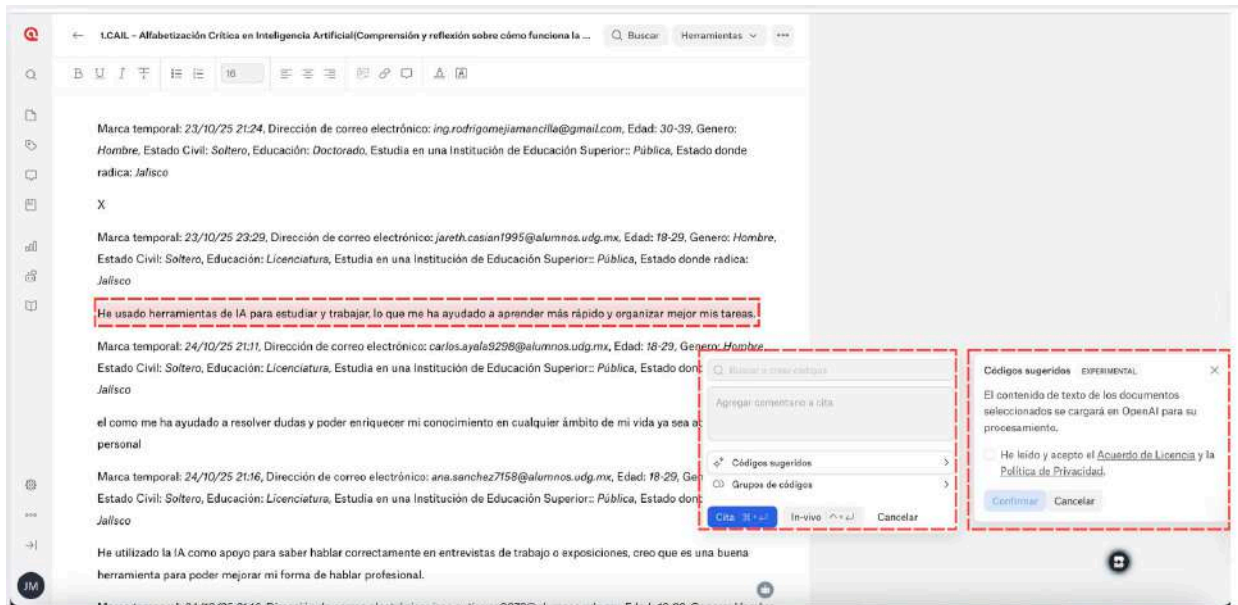 1.CAIL – Alfabetización Crítica en Inteligencia Artificial(Comprensión y reflexión sobre cómo funciona la ...
Buscar
Herramientas
B U I T
16
Marca temporal: 23/10/25 21:24, Dirección de correo electrónico: ing.rodrigomejiamancilla@gmail.com, Edad: 30-39, Genero:
Hombre, Estado Civil: Soltero, Educación: Doctorado, Estudia en una Institución de Educación Superior:: Pública, Estado donde
radica: Jalisco
X
Marca temporal: 23/10/25 23:29, Dirección de correo electrónico: jareth.casian1995@alumnos.udg.mx, Edad: 18-29, Genero: Hombre,
Estado Civil: Soltero, Educación: Licenciatura, Estudia en una Institución de Educación Superior:: Pública, Estado donde radica:
Jalisco
He usado herramientas de IA para estudiar y trabajar, lo que me ha ayudado a aprender más rápido y organizar mejor mis tareas.
Marca temporal: 24/10/25 21:11, Dirección de correo electrónico: carlos.ayala9298@alumnos.udg.mx, Edad: 18-29, Genero: Hombre
Estado Civil: Soltero, Educación: Licenciatura, Estudia en una Institución de Educación Superior:: Pública, Estado
Jalisco
el como me ha ayudado a resolver dudas y poder enriquecer mi conocimiento en cualquier ámbito de mi vida ya sea
personal
Marca temporal: 24/10/25 21:16, Dirección de correo electrónico: ana.sanchez7158@alumnos.udg.mx, Edad: 18-29,
Estado Civil: Soltero, Educación: Licenciatura, Estudia en una Institución de Educación Superior:: Pública, Estado
Jalisco
He utilizado la IA como apoyo para saber hablar correctamente en entrevistas de trabajo o exposiciones, creo que es una buena
herramienta para poder mejorar mi forma de hablar profesional.
Buscar o crear códigos
Agregar comentario a cita
Códigos sugeridos
Grupos de códigos
Cita
In-vivo
Cancelar
Códigos sugeridos EXPERIMENTAL
El contenido de texto de los documentos
seleccionados se cargará en OpenAI para su
procesamiento.
He leído y acepto el Acuerdo de Licencia y la
Política de Privacidad.
Confirmar Cancelar
JM